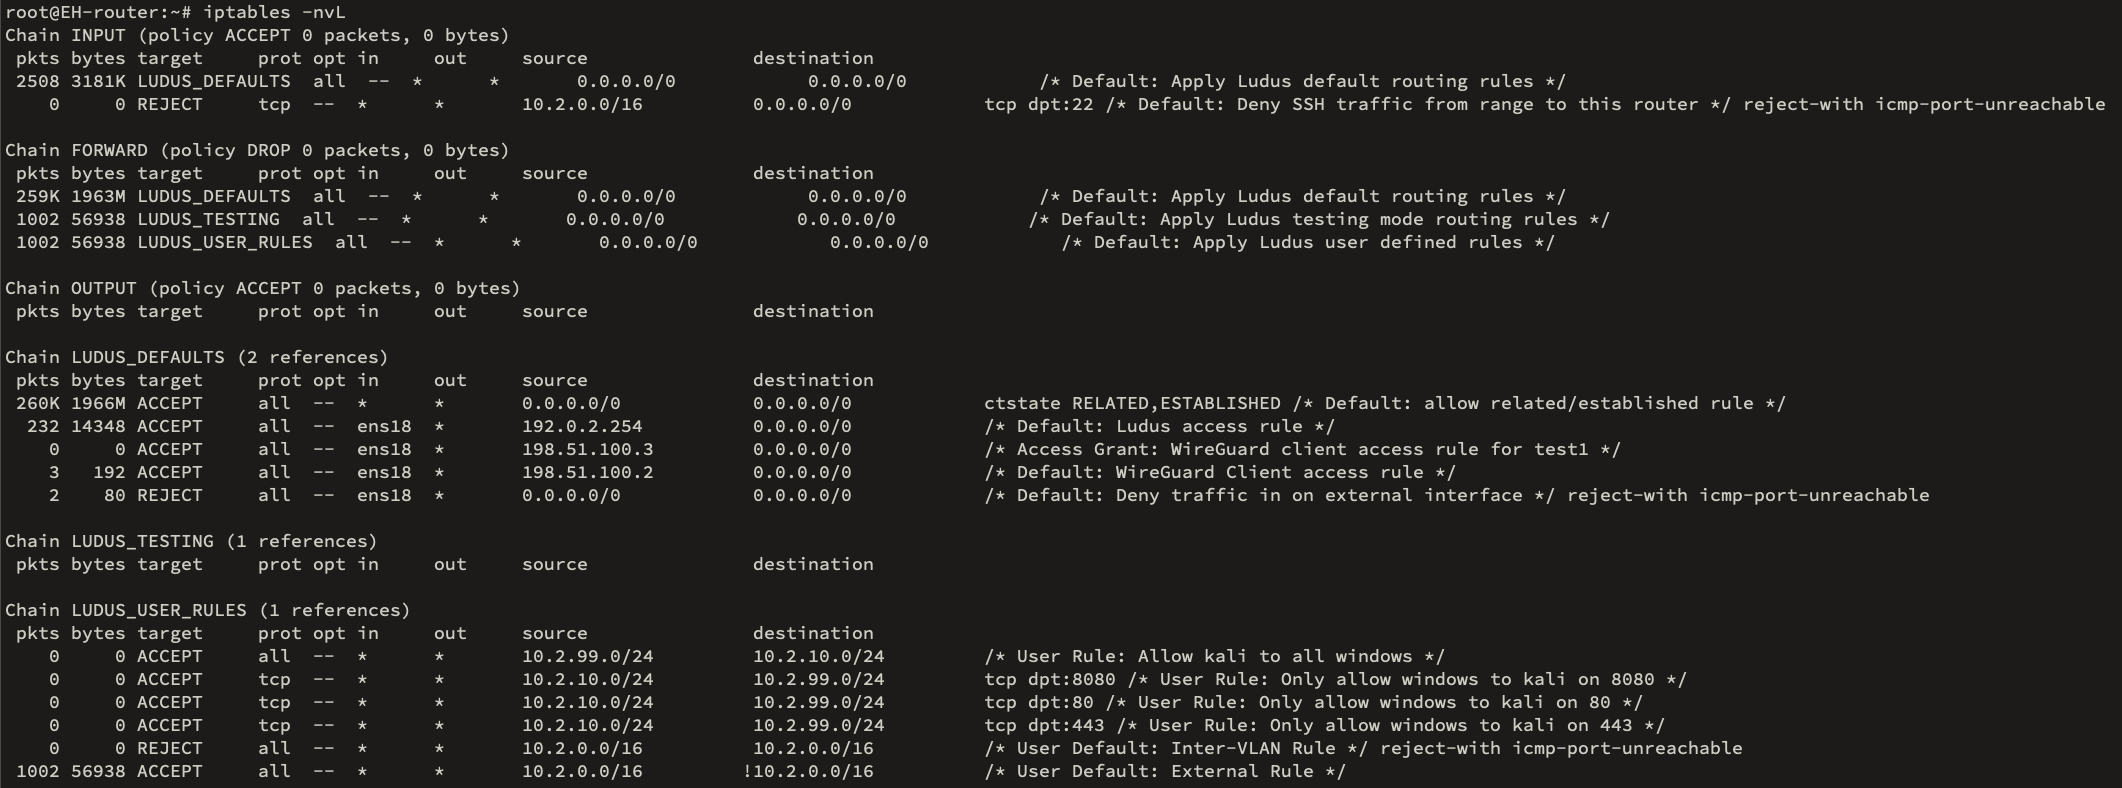 root@EH-router:~# iptables -nvL
Chain INPUT (policy ACCEPT 0 packets, 0 bytes)
 pkts bytes target     prot opt in     out     source               destination
 2508 3181K LUDUS_DEFAULTS  all  --  *      *       0.0.0.0/0            0.0.0.0/0            /* Default: Apply Ludus default routing rules */
    0     0 REJECT     tcp  --  *      *       10.2.0.0/16          0.0.0.0/0            tcp dpt:22 /* Default: Deny SSH traffic from range to this router */ reject-with icmp-port-unreachable

Chain FORWARD (policy DROP 0 packets, 0 bytes)
 pkts bytes target     prot opt in     out     source               destination
 259K 1963M LUDUS_DEFAULTS  all  --  *      *       0.0.0.0/0            0.0.0.0/0            /* Default: Apply Ludus default routing rules */
 1002 56938 LUDUS_TESTING  all  --  *      *       0.0.0.0/0            0.0.0.0/0            /* Default: Apply Ludus testing mode routing rules */
 1002 56938 LUDUS_USER_RULES  all  --  *      *       0.0.0.0/0            0.0.0.0/0            /* Default: Apply Ludus user defined rules */

Chain OUTPUT (policy ACCEPT 0 packets, 0 bytes)
 pkts bytes target     prot opt in     out     source               destination

Chain LUDUS_DEFAULTS (2 references)
 pkts bytes target     prot opt in     out     source               destination
 260K 1966M ACCEPT     all  --  *      *       0.0.0.0/0            0.0.0.0/0            ctstate RELATED,ESTABLISHED /* Default: allow related/established rule */
  232 14348 ACCEPT     all  --  ens18  *       192.0.2.254          0.0.0.0/0            /* Default: Ludus access rule */
    0     0 ACCEPT     all  --  ens18  *       198.51.100.3         0.0.0.0/0            /* Access Grant: WireGuard client access rule for test1 */
    3   192 ACCEPT     all  --  ens18  *       198.51.100.2         0.0.0.0/0            /* Default: WireGuard Client access rule */
    2    80 REJECT     all  --  ens18  *       0.0.0.0/0            0.0.0.0/0            /* Default: Deny traffic in on external interface */ reject-with icmp-port-unreachable

Chain LUDUS_TESTING (1 references)
 pkts bytes target     prot opt in     out     source               destination

Chain LUDUS_USER_RULES (1 references)
 pkts bytes target     prot opt in     out     source               destination
    0     0 ACCEPT     all  --  *      *       10.2.99.0/24         10.2.10.0/24         /* User Rule: Allow kali to all windows */
    0     0 ACCEPT     tcp  --  *      *       10.2.10.0/24         10.2.99.0/24         tcp dpt:8080 /* User Rule: Only allow windows to kali on 8080 */
    0     0 ACCEPT     tcp  --  *      *       10.2.10.0/24         10.2.99.0/24         tcp dpt:80 /* User Rule: Only allow windows to kali on 80 */
    0     0 ACCEPT     tcp  --  *      *       10.2.10.0/24         10.2.99.0/24         tcp dpt:443 /* User Rule: Only allow windows to kali on 443 */
    0     0 REJECT     all  --  *      *       10.2.0.0/16          10.2.0.0/16          /* User Default: Inter-VLAN Rule */ reject-with icmp-port-unreachable
 1002 56938 ACCEPT     all  --  *      *       10.2.0.0/16         !10.2.0.0/16          /* User Default: External Rule */